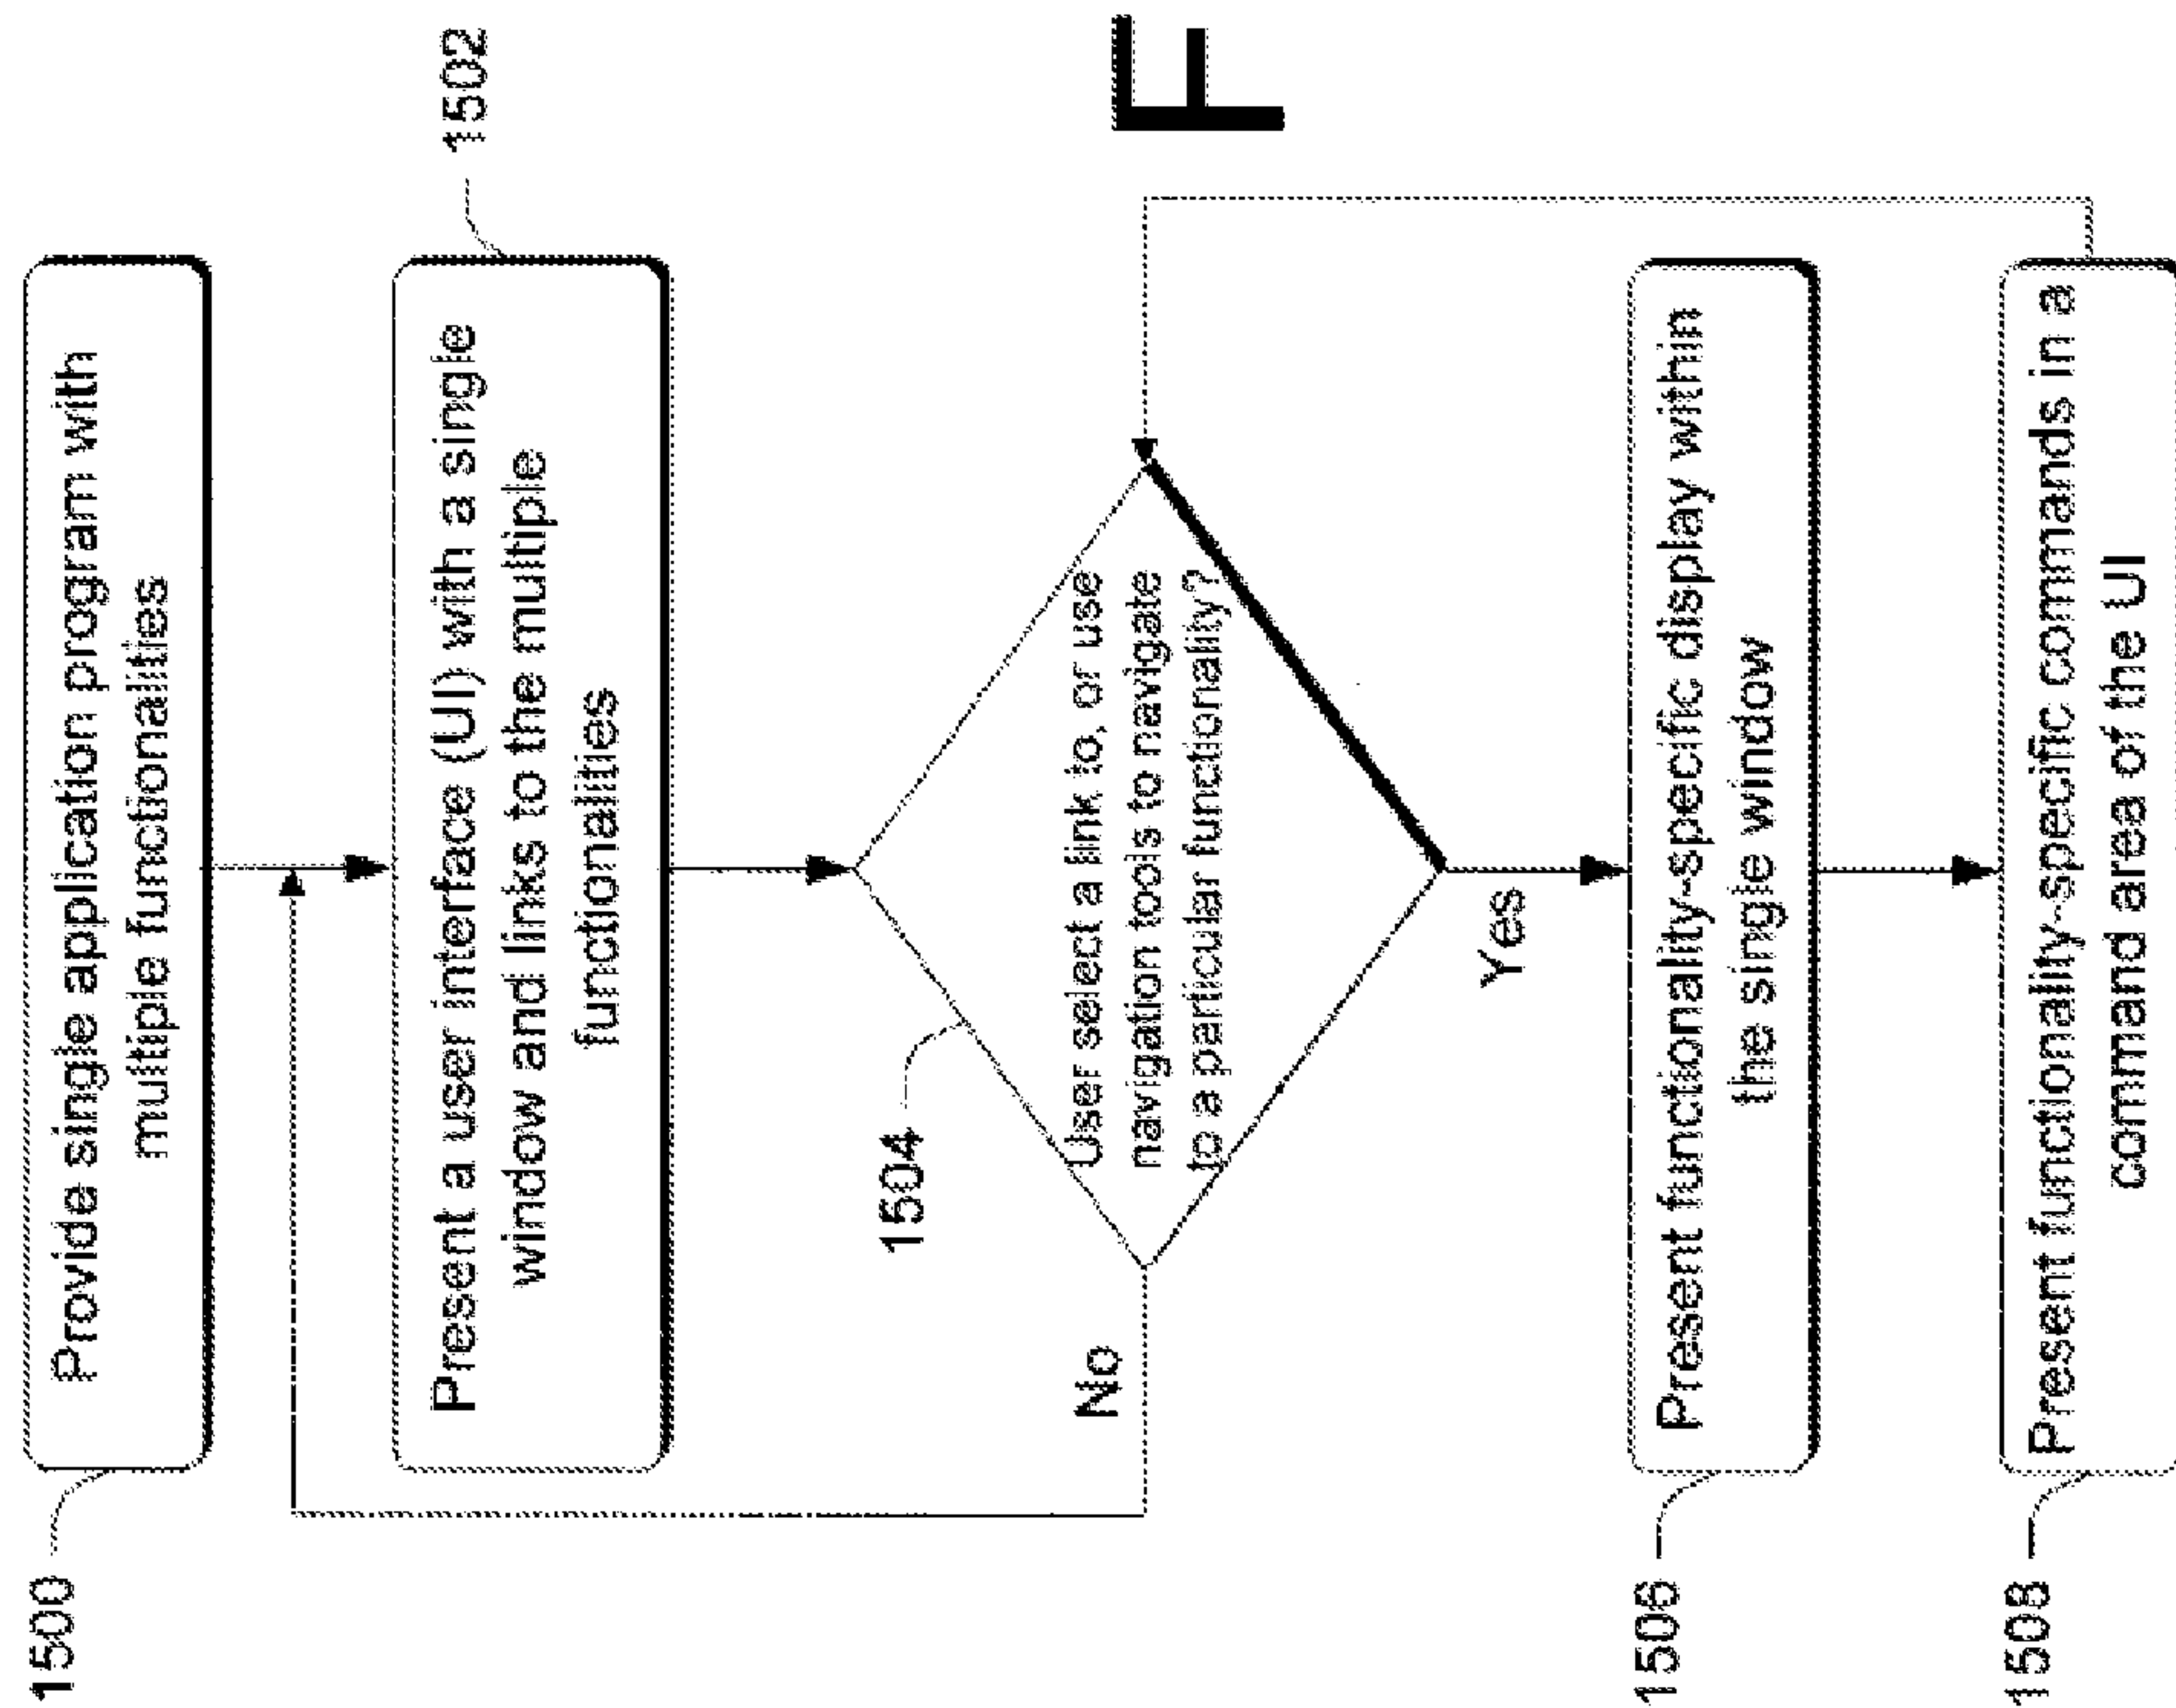 1500
Provide single application program with
multiple functionalities
1502
Present a user interface (UI) with a single
window and links to the multiple
functionalities
1504
User select a link to, or use
navigation tools to navigate
to a particular functionality?
No
Yes
1506
Present functionality-specific display within
the single window
1508
Present functionality-specific commands in a
command area of the UI
F